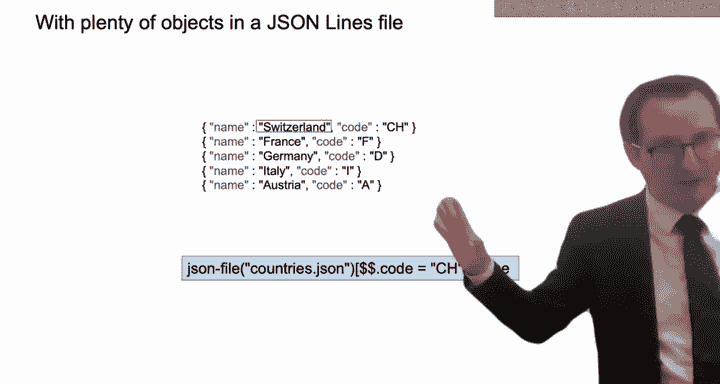 With plenty of objects in a JSON Lines file
{ "name" : "Switzerland", "code" : "CH" }
{ "name" : "France", "code" : "F" }
{ "name" : "Germany", "code" : "D" }
{ "name" : "Italy", "code" : "I" }
{ "name" : "Austria", "code" : "A" }
json-file("countries.json")[$$.code = "CH"